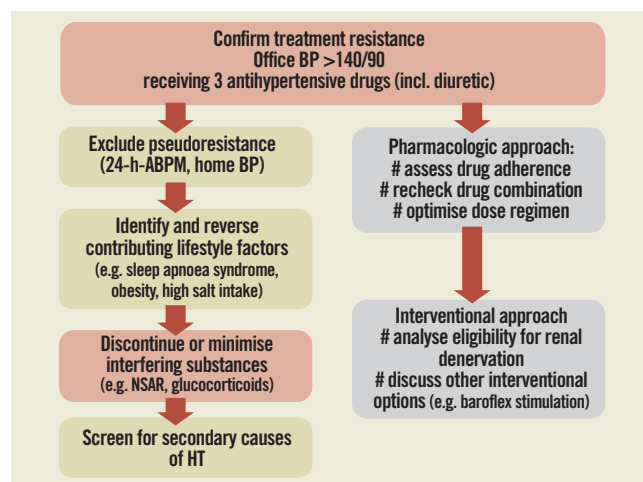 Confirm treatment resistance
Office BP >140/90
receiving 3 antihypertensive drugs (incl. diuretic)
Exclude pseudoresistance
(24-h-ABPM, home BP)
Identify and reverse
contributing lifestyle factors
(e.g. sleep apnoea syndrome,
obesity, high salt intake)
Discontinue or minimise
interfering substances
(e.g. NSAR, glucocorticoids)
Screen for secondary causes
of HT
Pharmacologic approach:
# assess drug adherence
# recheck drug combination
# optimise dose regimen
Interventional approach
# analyse eligibility for renal
denervation
# discuss other interventional
options (e.g. baroflex stimulation)